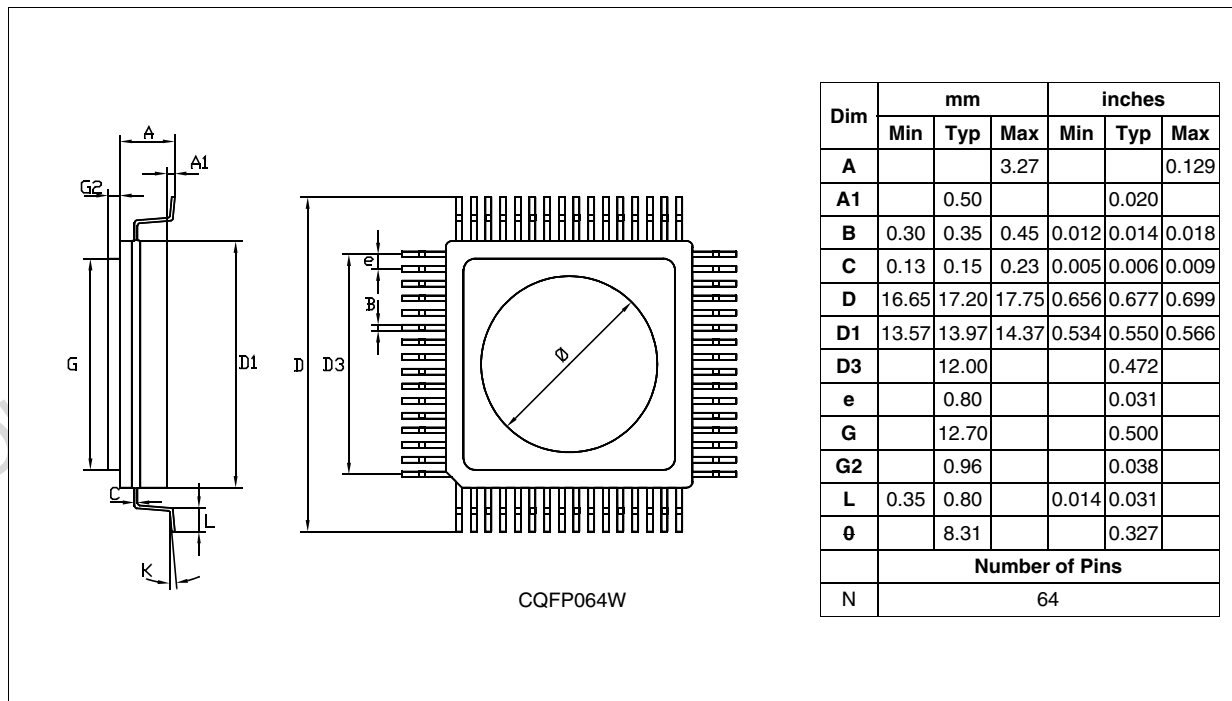 A
A1
G2
G
D1
C
L
K
e
B
D
D3
Ø
CQFP064W
Dim mm inches
Min Typ Max Min Typ Max
A 3.27 0.129
A1 0.50 0.020
B 0.30 0.35 0.45 0.012 0.014 0.018
C 0.13 0.15 0.23 0.005 0.006 0.009
D 16.65 17.20 17.75 0.656 0.677 0.699
D1 13.57 13.97 14.37 0.534 0.550 0.566
D3 12.00 0.472
e 0.80 0.031
G 12.70 0.500
G2 0.96 0.038
L 0.35 0.80 0.014 0.031
0 8.31 0.327
Number of Pins
N 64